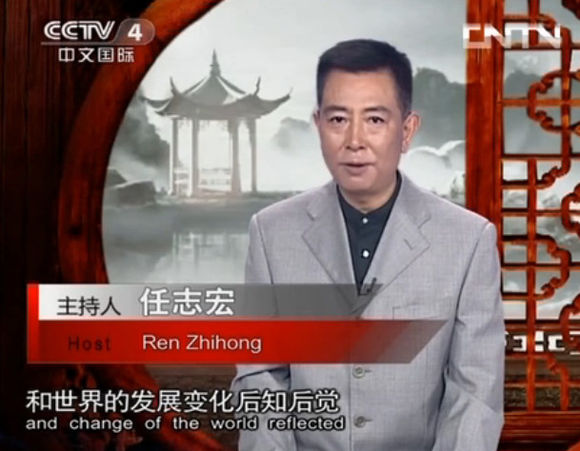 CCTV 4
CNTV
中文国际
主持人 任志宏
Host Ren Zhihong
和世界的发展变化后知后觉
and change of the world reflected